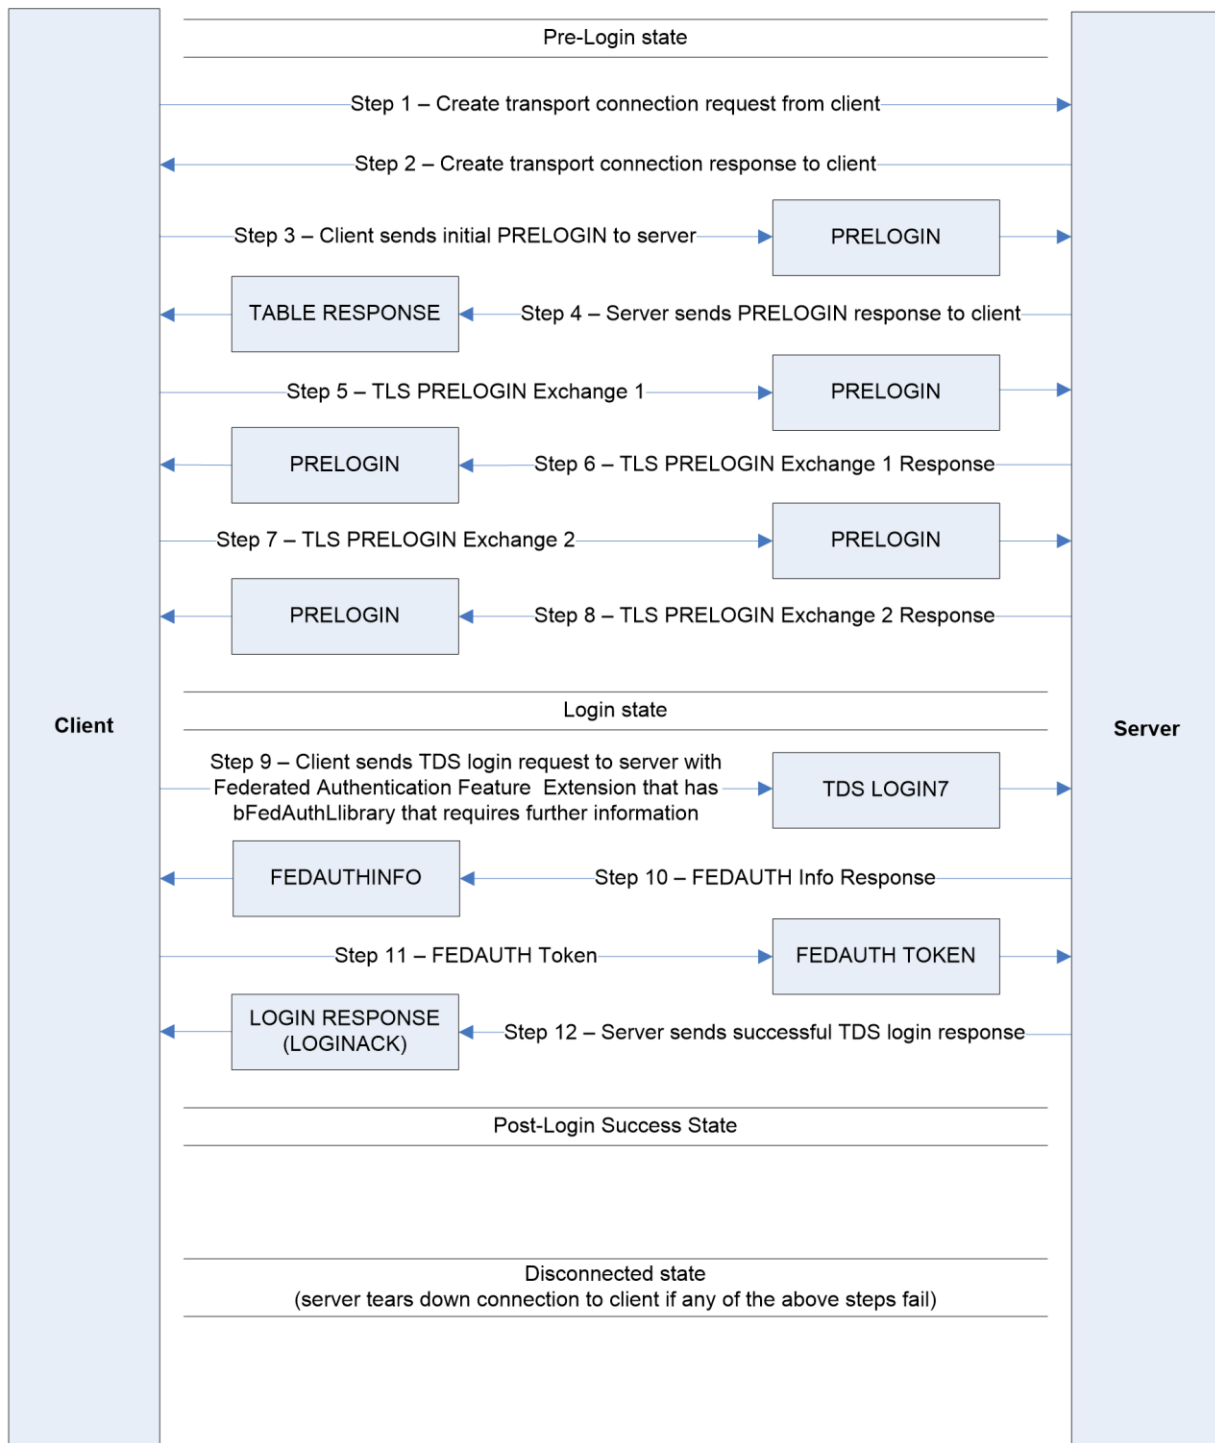 Pre-Login state
Step 1 – Create transport connection request from client
Step 2 – Create transport connection response to client
Step 3 – Client sends initial PRELOGIN to server
PRELOGIN
TABLE RESPONSE
Step 4 – Server sends PRELOGIN response to client
Step 5 – TLS PRELOGIN Exchange 1
PRELOGIN
PRELOGIN
Step 6 – TLS PRELOGIN Exchange 1 Response
Step 7 – TLS PRELOGIN Exchange 2
PRELOGIN
PRELOGIN
Step 8 – TLS PRELOGIN Exchange 2 Response
Login state
Client
Server
Step 9 – Client sends TDS login request to server with
Federated Authentication Feature  Extension that has
bFedAuthLlibrary that requires further information
TDS LOGIN7
FEDAUTHINFO
Step 10 – FEDAUTH Info Response
Step 11 – FEDAUTH Token
FEDAUTH TOKEN
LOGIN RESPONSE
(LOGINACK)
Step 12 – Server sends successful TDS login response
Post-Login Success State
Disconnected state
(server tears down connection to client if any of the above steps fail)